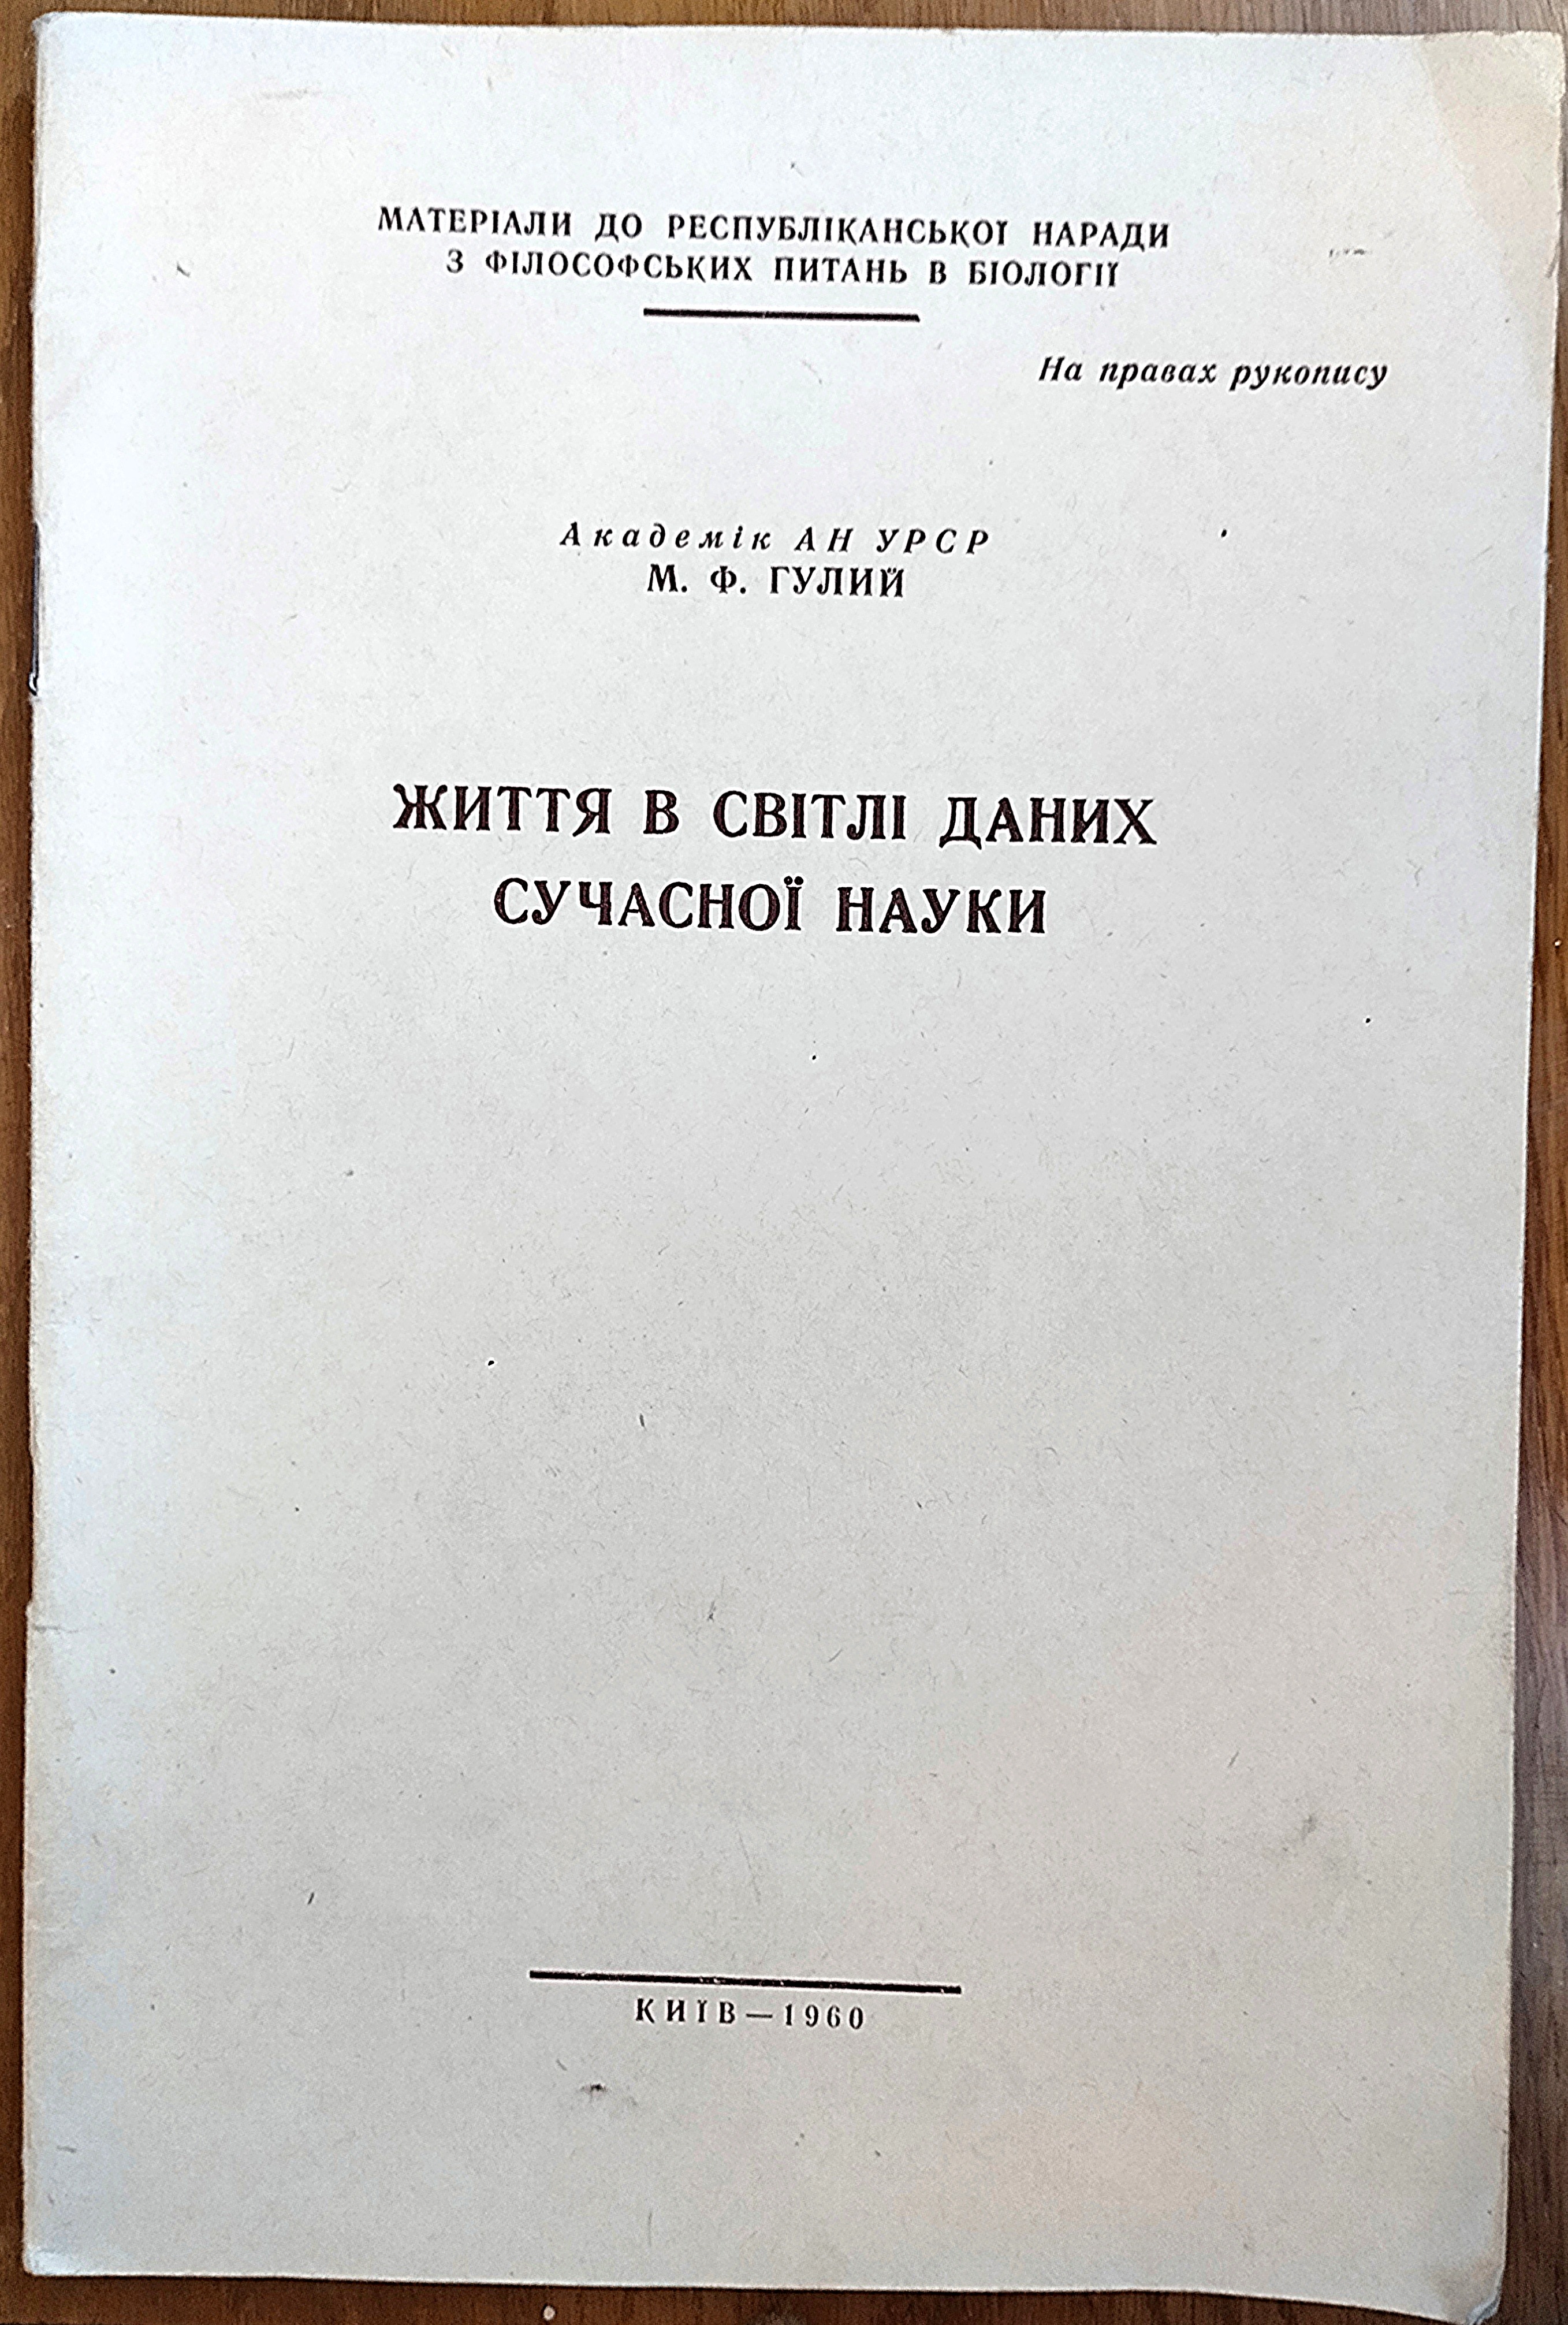 МАТЕРІАЛИ ДО РЕСПУБЛІКАНСЬКОЇ НАРАДИ
З ФІЛОСОФСЬКИХ ПИТАНЬ В БІОЛОГІЇ
На правах рукопису
Академік АН УРСР
М. Ф. ГУЛИЙ
ЖИТТЯ В СВІТЛІ ДАНИХ
СУЧАСНОЇ НАУКИ
КИЇВ—1960